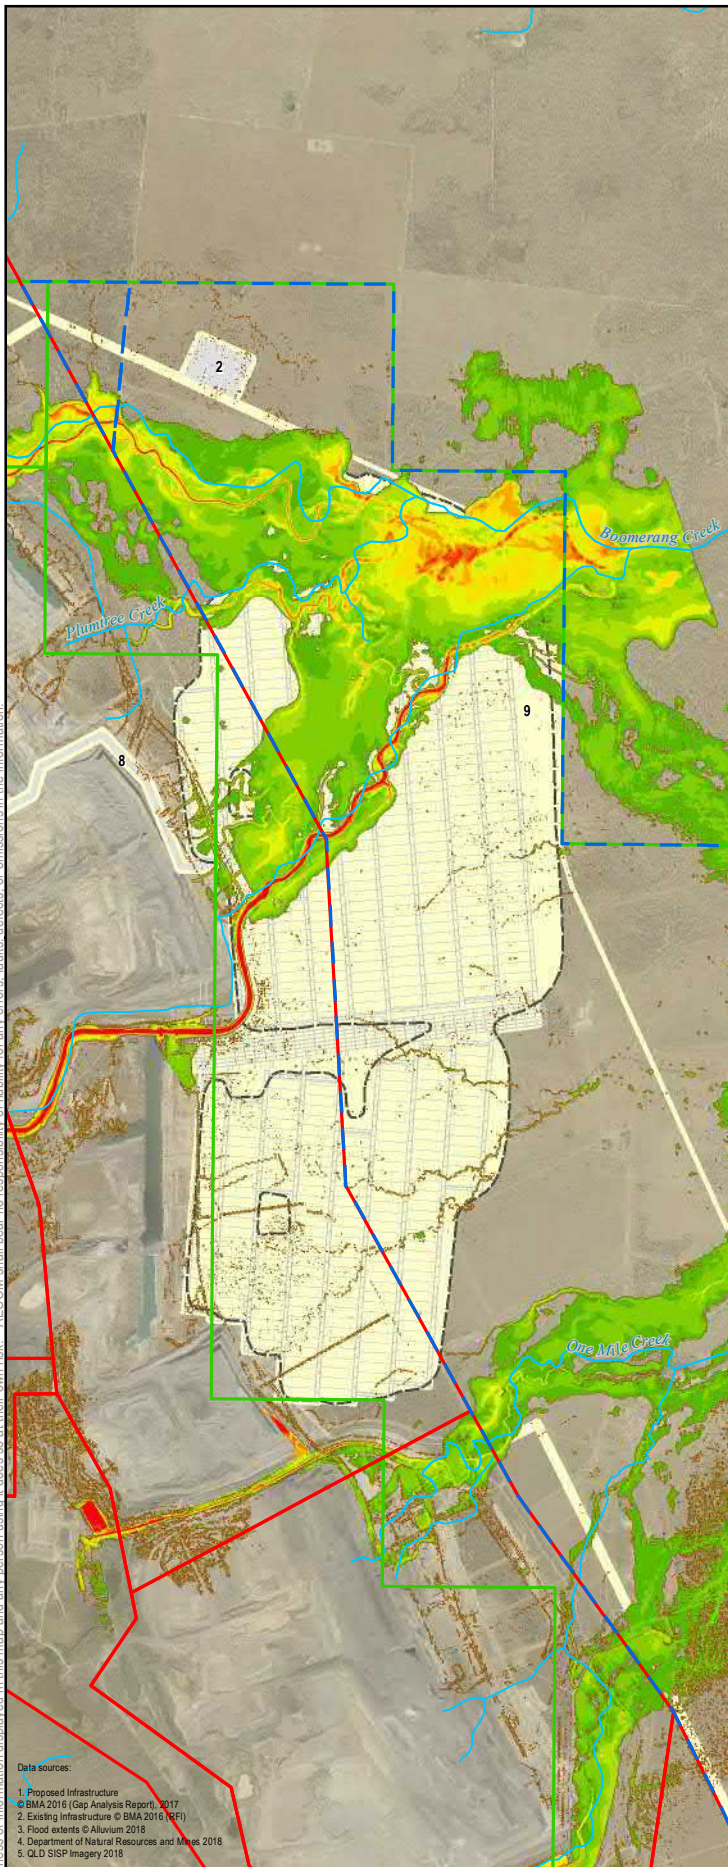 2
Boomerang Creek
Plumtree Creek
9
8
One Mile Creek
Data sources:
1. Proposed Infrastructure
© BMA 2016 (Gap Analysis Report), 2017
2. Existing Infrastructure © BMA 2016 (RFI)
3. Flood extents © Alluvium 2018
4. Department of Natural Resources and Mines 2018
5. QLD SISP Imagery 2018